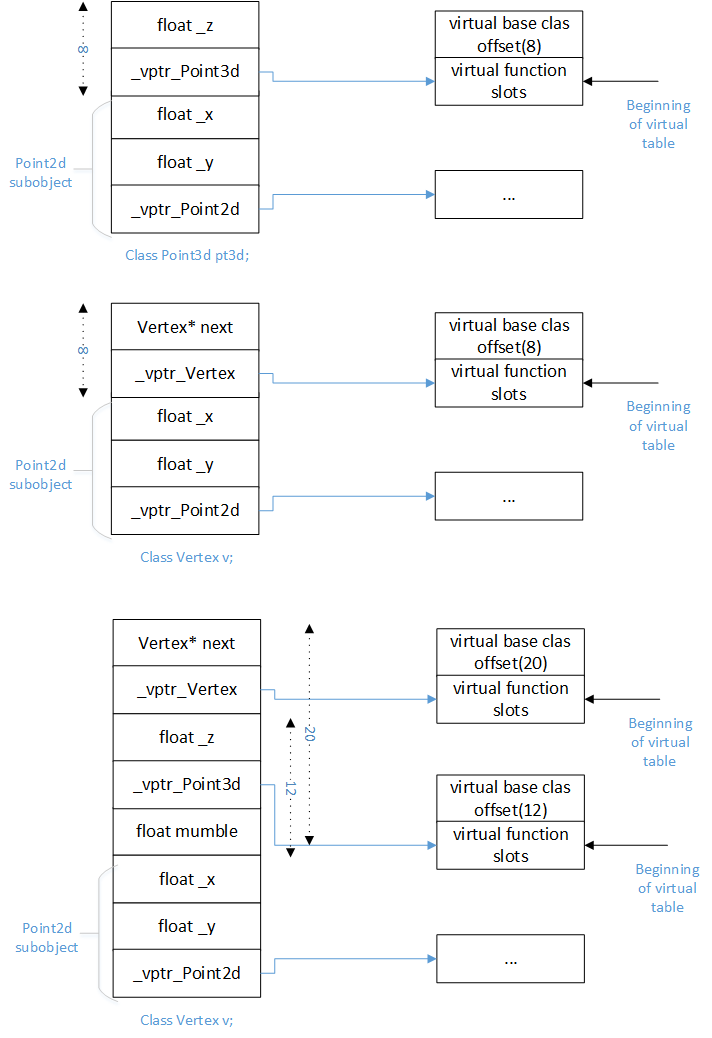 float _z
virtual base clas
offset(8)
8
_vptr_Point3d
virtual function
slots
float _x
Beginning
of virtual
table
Point2d
subobject
float _y
_vptr_Point2d
...
Class Point3d pt3d;
Vertex* next
virtual base clas
offset(8)
8
_vptr_Vertex
virtual function
slots
float _x
Beginning
of virtual
table
Point2d
subobject
float _y
_vptr_Point2d
...
Class Vertex v;
Vertex* next
virtual base clas
offset(20)
_vptr_Vertex
virtual function
slots
float _z
20
Beginning
of virtual
table
_vptr_Point3d
12
virtual base clas
offset(12)
float mumble
virtual function
slots
float _x
Beginning
of virtual
table
Point2d
subobject
float _y
_vptr_Point2d
...
Class Vertex v;